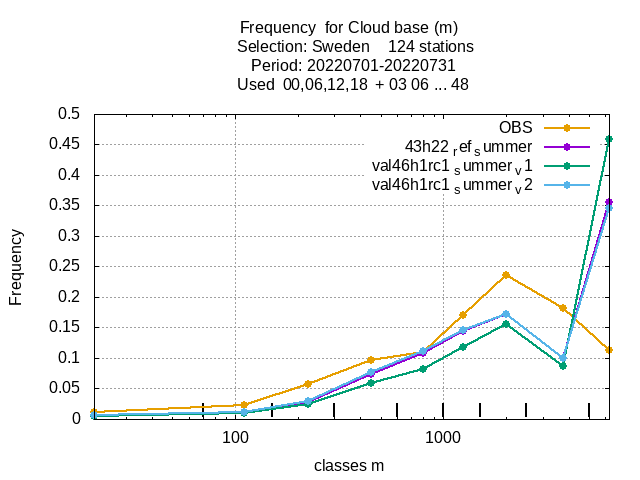 Frequency  for Cloud base (m)
Selection: Sweden    124 stations
Period: 20220701-20220731
Used  00,06,12,18  + 03 06 ... 48
0.5
0.45
0.4
0.35
0.3
0.25
0.2
0.15
0.1
0.05
0
Frequency
OBS
43h22 ref summer
val46h1rc1 summer v1
val46h1rc1 summer v2
100
1000
classes m